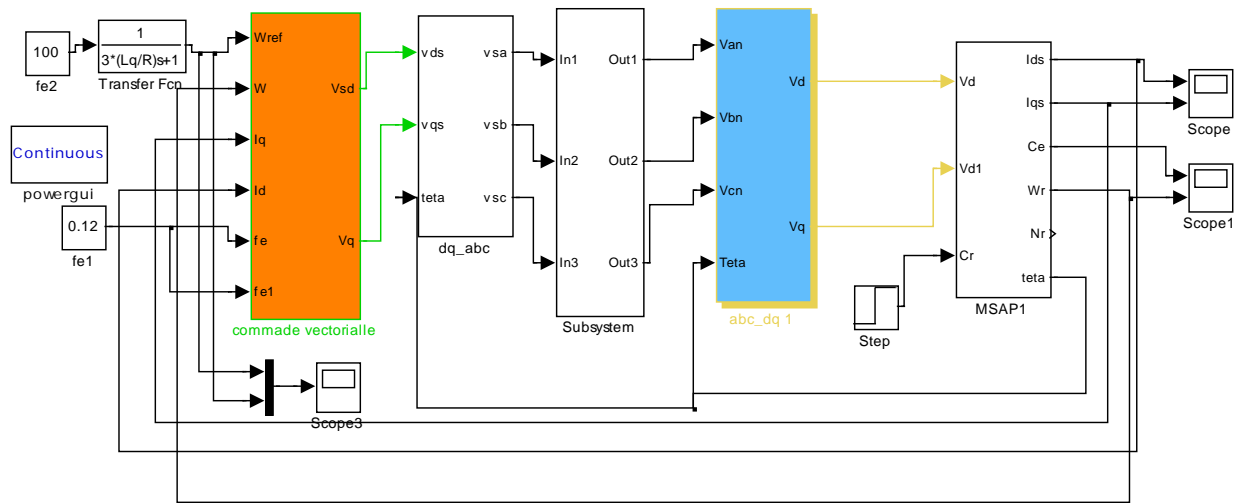 100
fe2
1
3*(Lq/R)s+1
Transfer Fcn
Continuous
powergui
0.12
fe1
Wref
W
Iq
Id
fe
fe1
Vsd
Vq
commade vectorialle
Scope3
vds
vqs
teta
vsa
vsb
vsc
dq_abc
In1
In2
In3
Out1
Out2
Out3
Subsystem
Van
Vbn
Vcn
Teta
Vd
Vq
abc_dq 1
Step
Vd
Vd1
Cr
Ids
Iqs
Ce
Wr
Nr
teta
MSAP1
Scope
Scope1